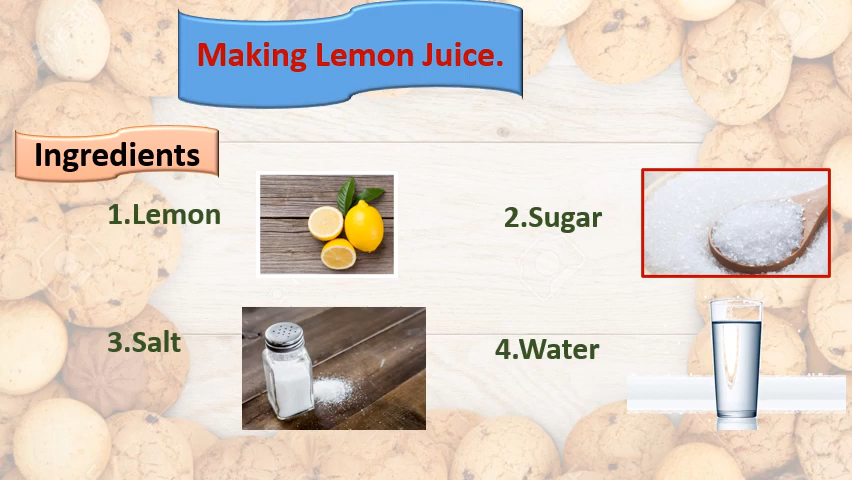 Making Lemon Juice.
Ingredients
1.Lemon
2.Sugar
3.Salt
4.Water